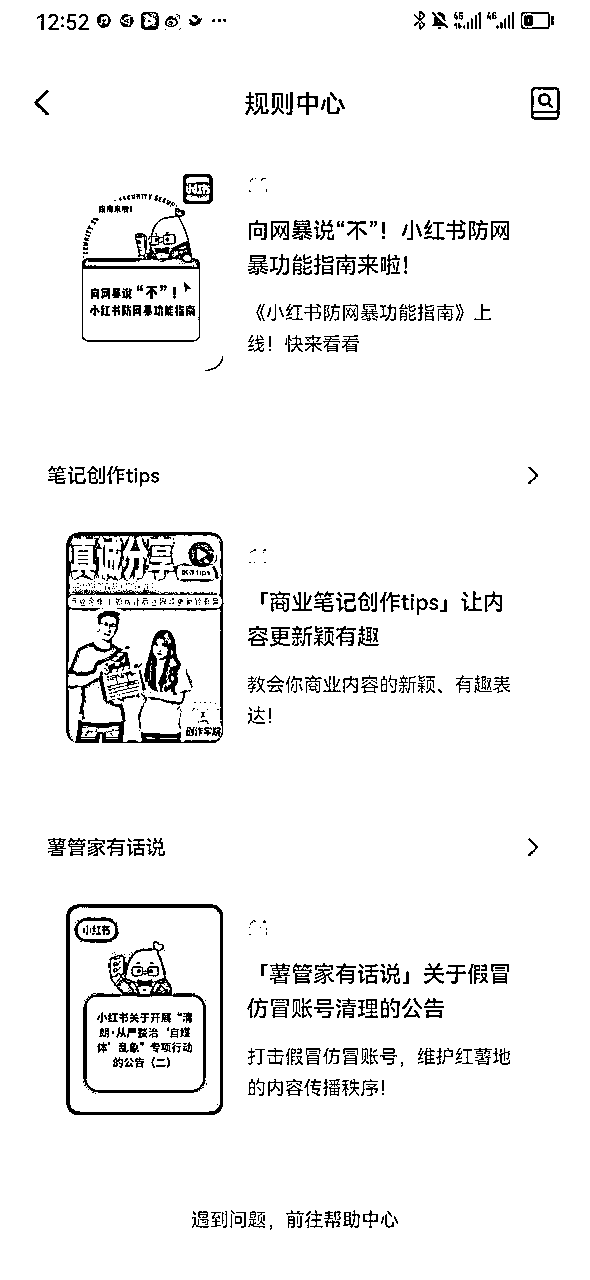 12:52
规则中心
指南来啦!
向网暴说“不”!
小红书防网暴功能指南
向网暴说“不”!小红书防网
暴功能指南来啦!
《小红书防网暴功能指南》上
线!快来看看
笔记创作tips
真诚分享
创作学院
「商业笔记创作tips」让内
容更新颖有趣
教会你商业内容的新颖、有趣表
达!
薯管家有话说
小红书
小红书关于开展“清
朗·从严整治‘自媒
体’乱象”专项行动
的公告(二)
「薯管家有话说」关于假冒
仿冒账号清理的公告
打击假冒仿冒账号,维护红薯地
的内容传播秩序!
遇到问题,前往帮助中心